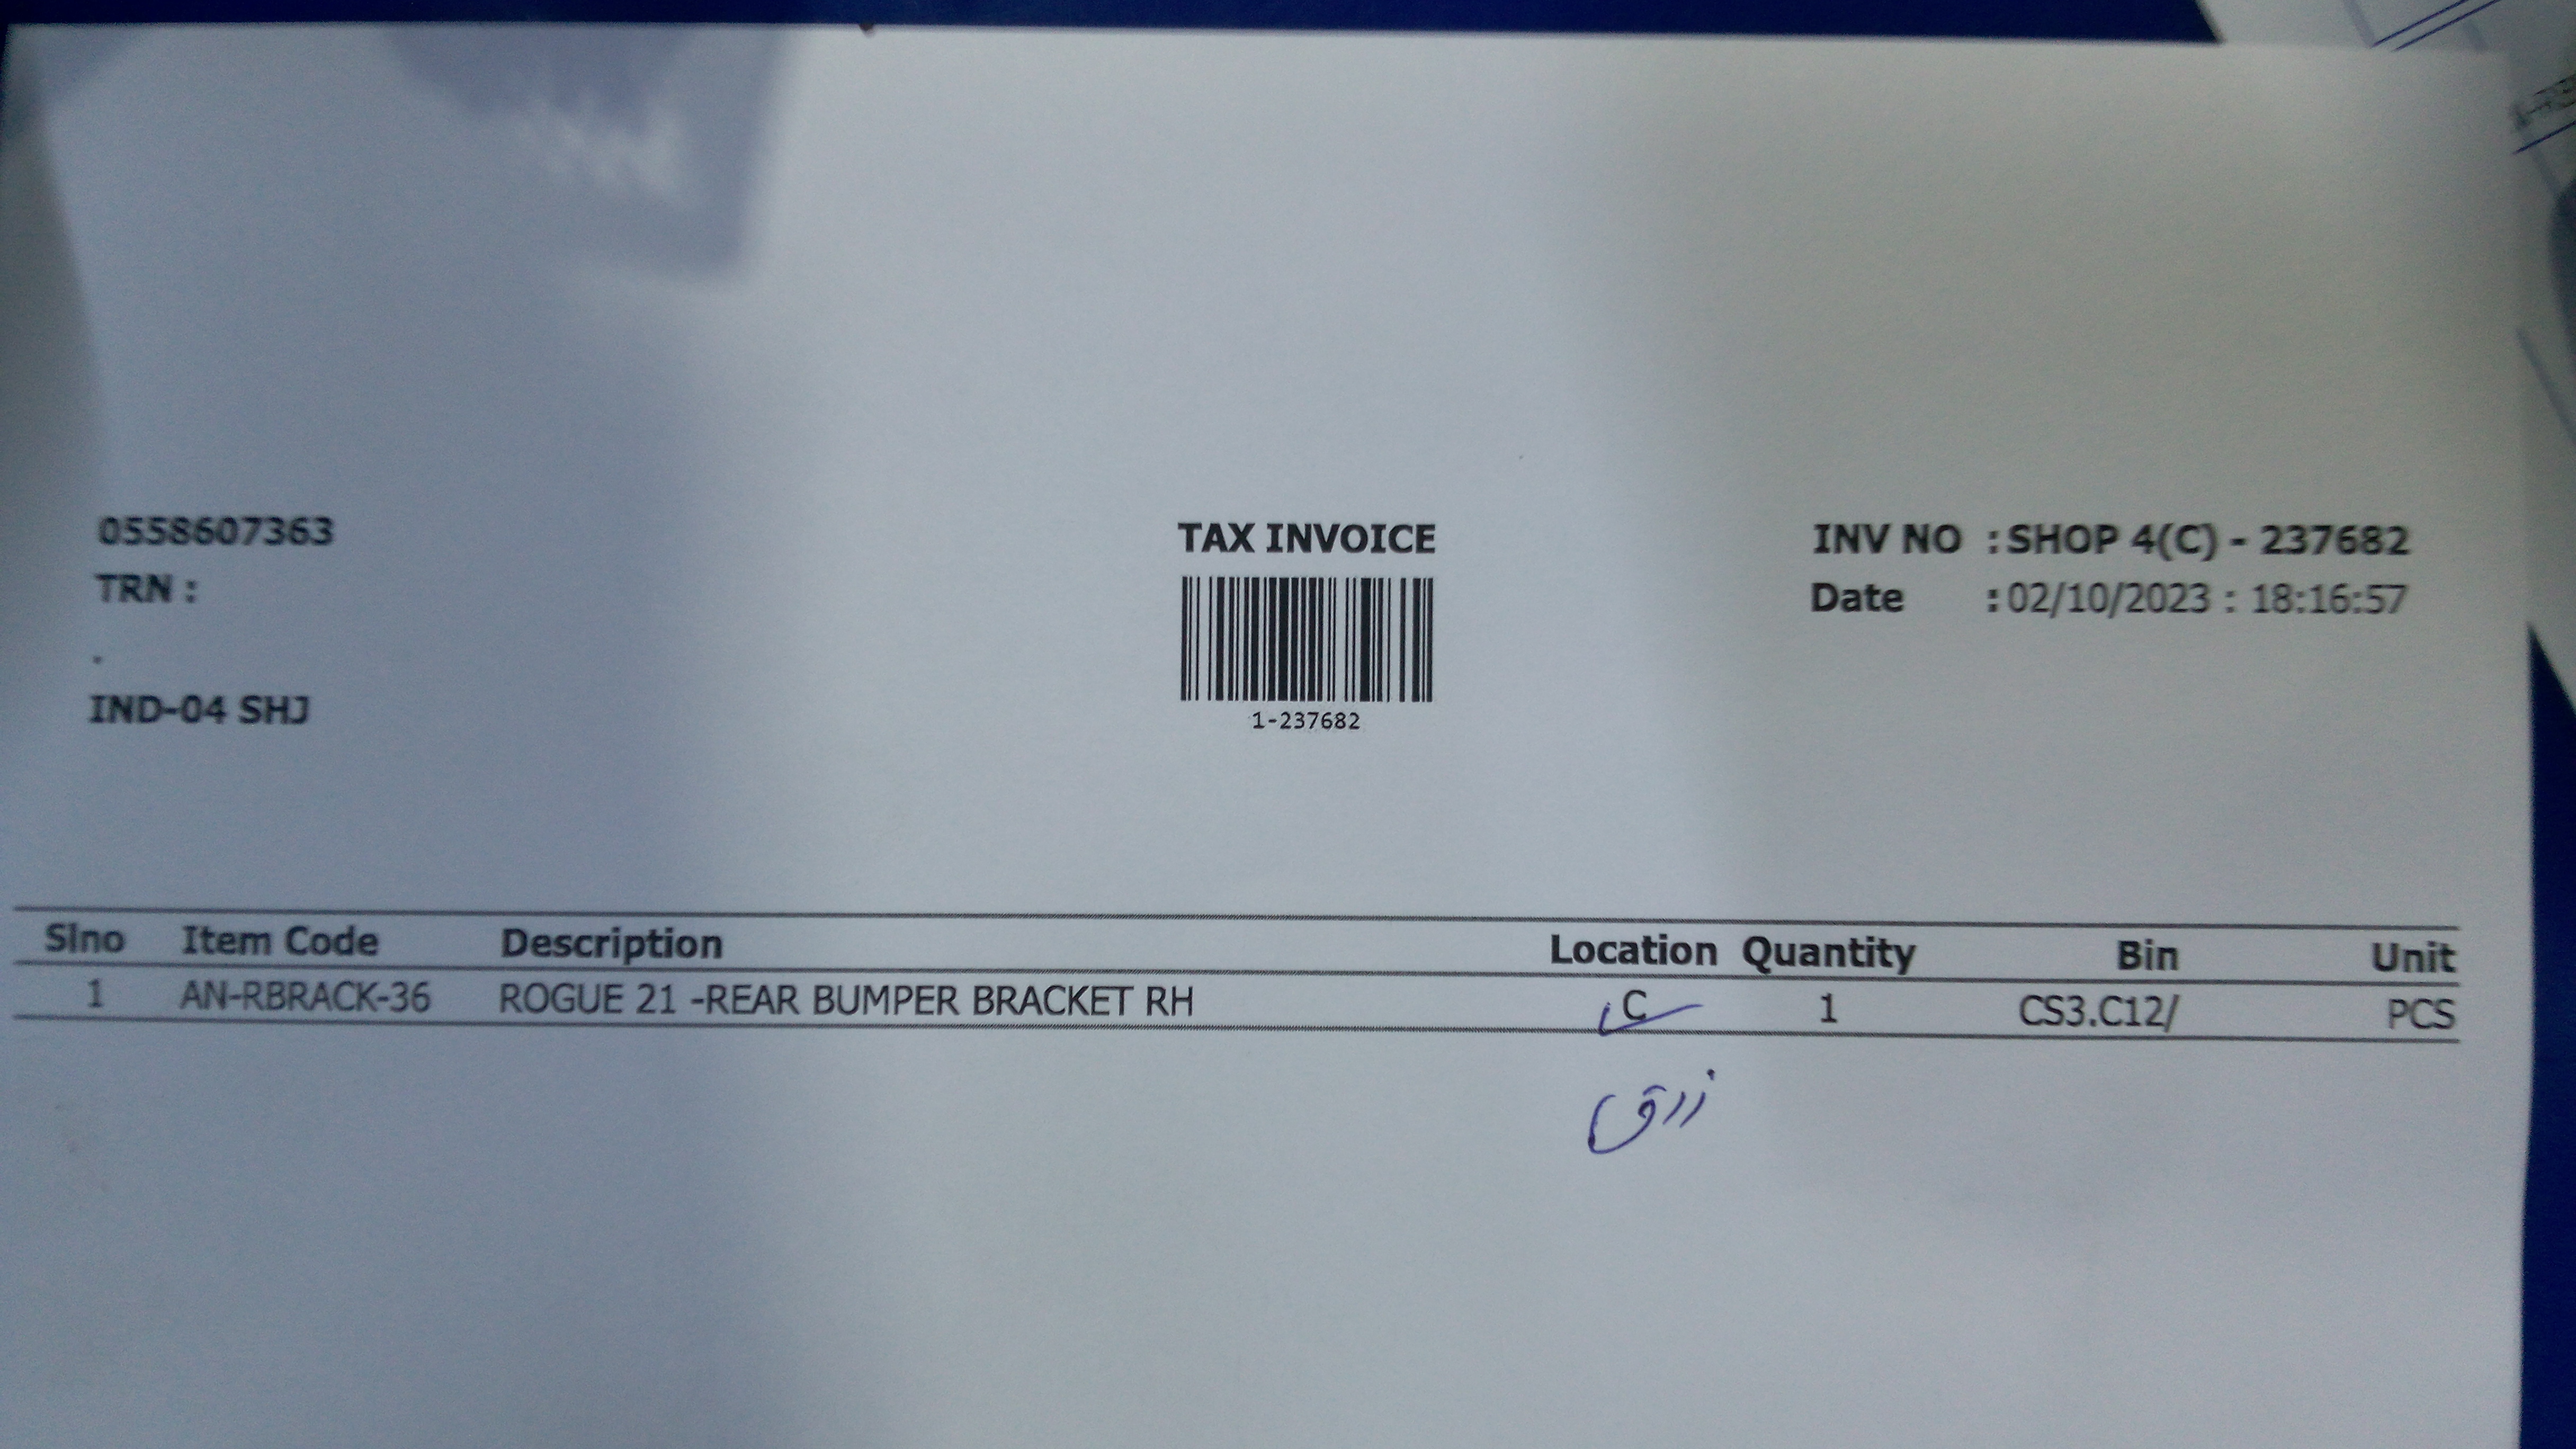 0558607363
TRN :
.
IND-04 SHJ
TAX INVOICE
1-237682
INV NO : SHOP 4(C) - 237682
Date : 02/10/2023 : 18:16:57
Slno Item Code Description Location Quantity Bin Unit
1 AN-RBRACK-36 ROGUE 21 -REAR BUMPER BRACKET RH C 1 CS3.C12/ PCS